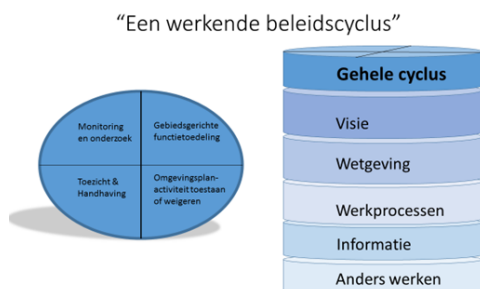 “Een werkende beleidscyclus”
Monitoring
en onderzoek
Gebiedsgerichte
functietoedeling
Toezicht &
Handhaving
Omgevingsplan-
activiteit toestaan
of weigeren
Gehele cyclus
Visie
Wetgeving
Werkprocessen
Informatie
Anders werken